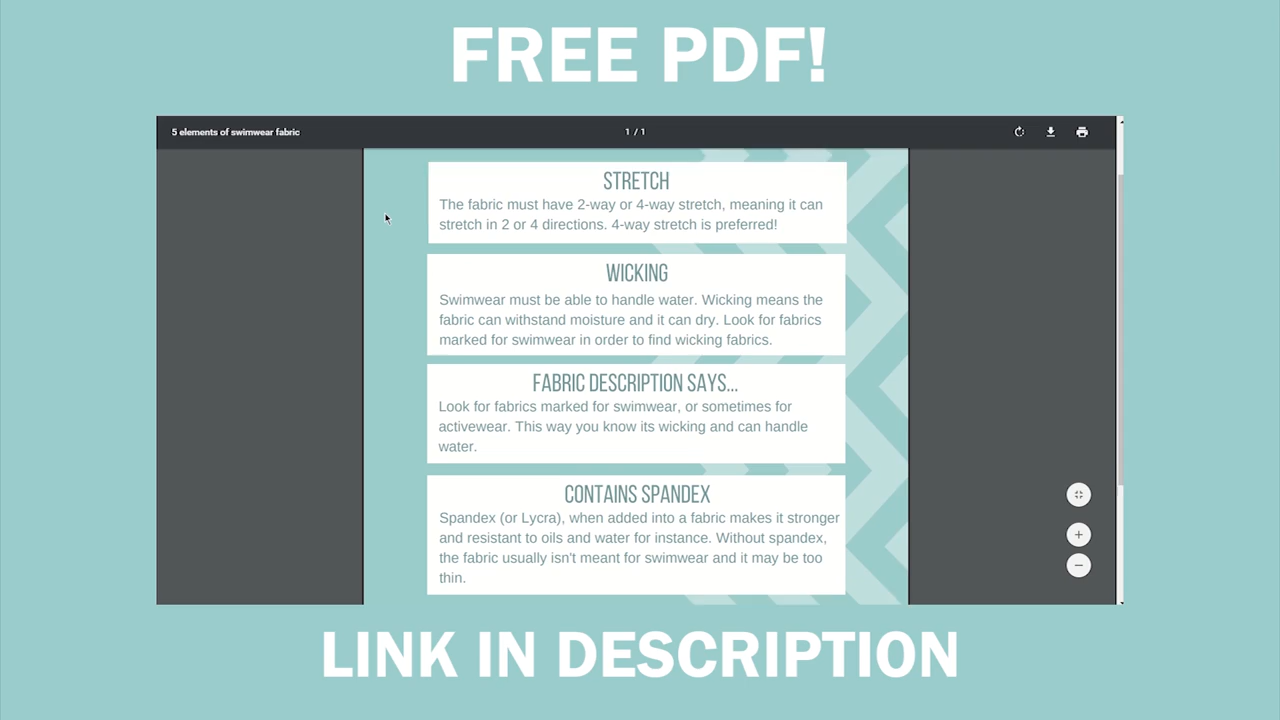 FREE PDF!
5 elements of swimwear fabric
1 / 1
STRETCH
The fabric must have 2-way or 4-way stretch, meaning it can
stretch in 2 or 4 directions. 4-way stretch is preferred!
WICKING
Swimwear must be able to handle water. Wicking means the
fabric can withstand moisture and it can dry. Look for fabrics
marked for swimwear in order to find wicking fabrics.
FABRIC DESCRIPTION SAYS...
Look for fabrics marked for swimwear, or sometimes for
activewear. This way you know its wicking and can handle
water.
CONTAINS SPANDEX
Spandex (or Lycra), when added into a fabric makes it stronger
and resistant to oils and water for instance. Without spandex,
the fabric usually isn't meant for swimwear and it may be too
thin.
LINK IN DESCRIPTION